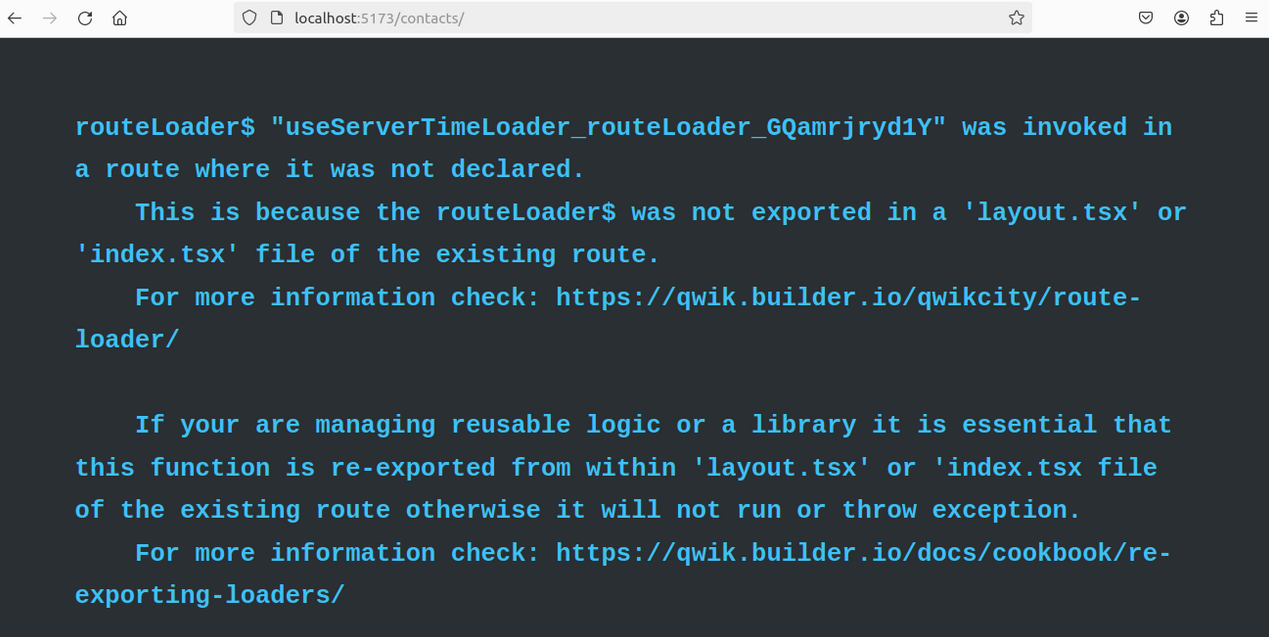 localhost:5173/contacts/
routeLoader$ "useServerTimeLoader_routeLoader_GQamrjryd1Y" was invoked in
a route where it was not declared.
This is because the routeLoader$ was not exported in a 'layout.tsx' or
'index.tsx' file of the existing route.
For more information check: https://qwik.builder.io/qwikcity/route-
loader/
If your are managing reusable logic or a library it is essential that
this function is re-exported from within 'layout.tsx' or 'index.tsx file
of the existing route otherwise it will not run or throw exception.
For more information check: https://qwik.builder.io/docs/cookbook/re-
exporting-loaders/